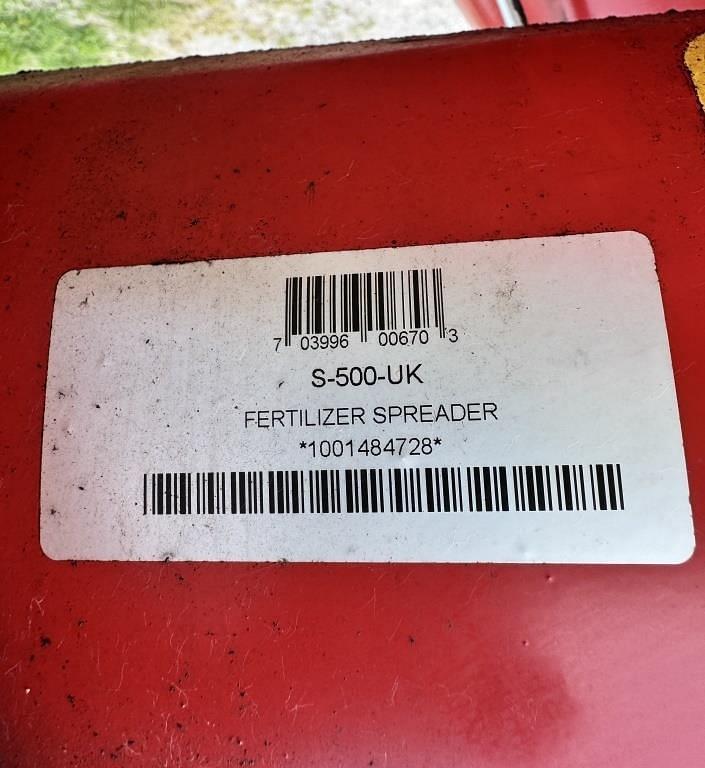 7 03996 00670 3
S-500-UK
FERTILIZER SPREADER
*1001484728*